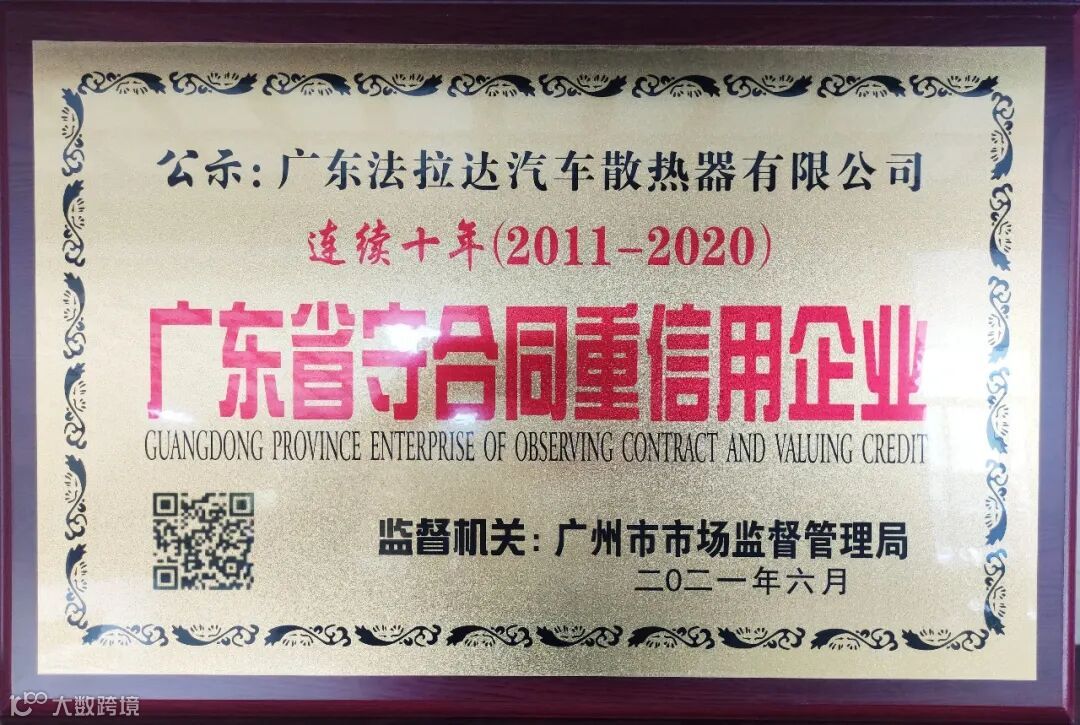 公示:广东法拉达汽车散热器有限公司
连续十年(2011-2020)
广东省守合同重信用企业
GUANGDONG PROVINCE ENTERPRISE OF OBSERVING CONTRACT AND VALUING CREDIT
监督机关:广州市市场监督管理局
二〇二一年六月
大数跨境